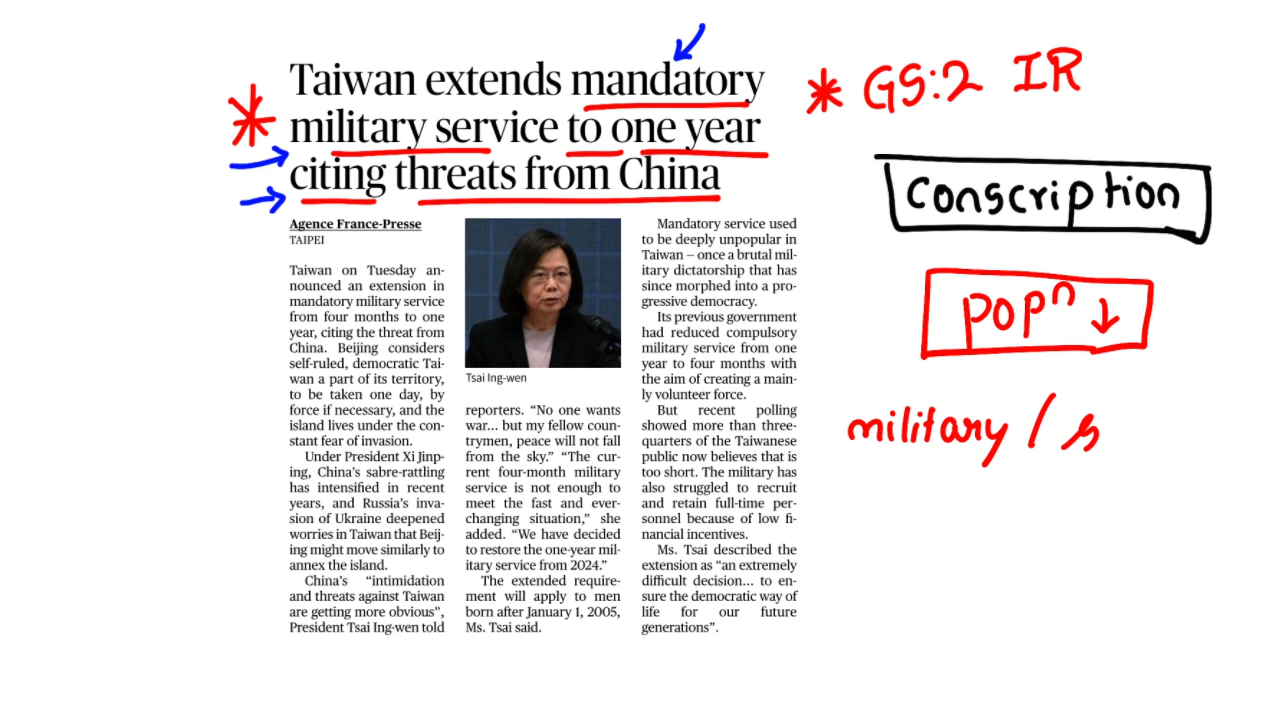 Taiwan extends mandatory
military service to one year
citing threats from China
Agence France-Presse
TAIPEI
Taiwan on Tuesday an-
nounced an extension in
mandatory military service
from four months to one
year, citing the threat from
China. Beijing considers
self-ruled, democratic Tai-
wan a part of its territory,
to be taken one day, by
force if necessary, and the
island lives under the con-
stant fear of invasion.
Under President Xi Jinp-
ing, China's sabre-rattling
has intensified in recent
years, and Russia's inva-
sion of Ukraine deepened
worries in Taiwan that Beij-
ing might move similarly to
annex the island.
China's “intimidation
and threats against Taiwan
are getting more obvious”,
President Tsai Ing-wen told
Tsai Ing-wen
reporters. “No one wants
war... but my fellow coun-
trymen, peace will not fall
from the sky.” “The cur-
rent four-month military
service is not enough to
meet the fast and ever-
changing situation,” she
added. “We have decided
to restore the one-year mil-
itary service from 2024.”
The extended require-
ment will apply to men
born after January 1, 2005,
Ms. Tsai said.
Mandatory service used
to be deeply unpopular in
Taiwan – once a brutal mil-
itary dictatorship that has
since morphed into a pro-
gressive democracy.
Its previous government
had reduced compulsory
military service from one
year to four months with
the aim of creating a main-
ly volunteer force.
But recent polling
showed more than three-
quarters of the Taiwanese
public now believes that is
too short. The military has
also struggled to recruit
and retain full-time per-
sonnel because of low fi-
nancial incentives.
Ms. Tsai described the
extension as “an extremely
difficult decision... to en-
sure the democratic way of
life for our future
generations”.
* GS:2 IR
Conscription
popⁿ ↓
military /